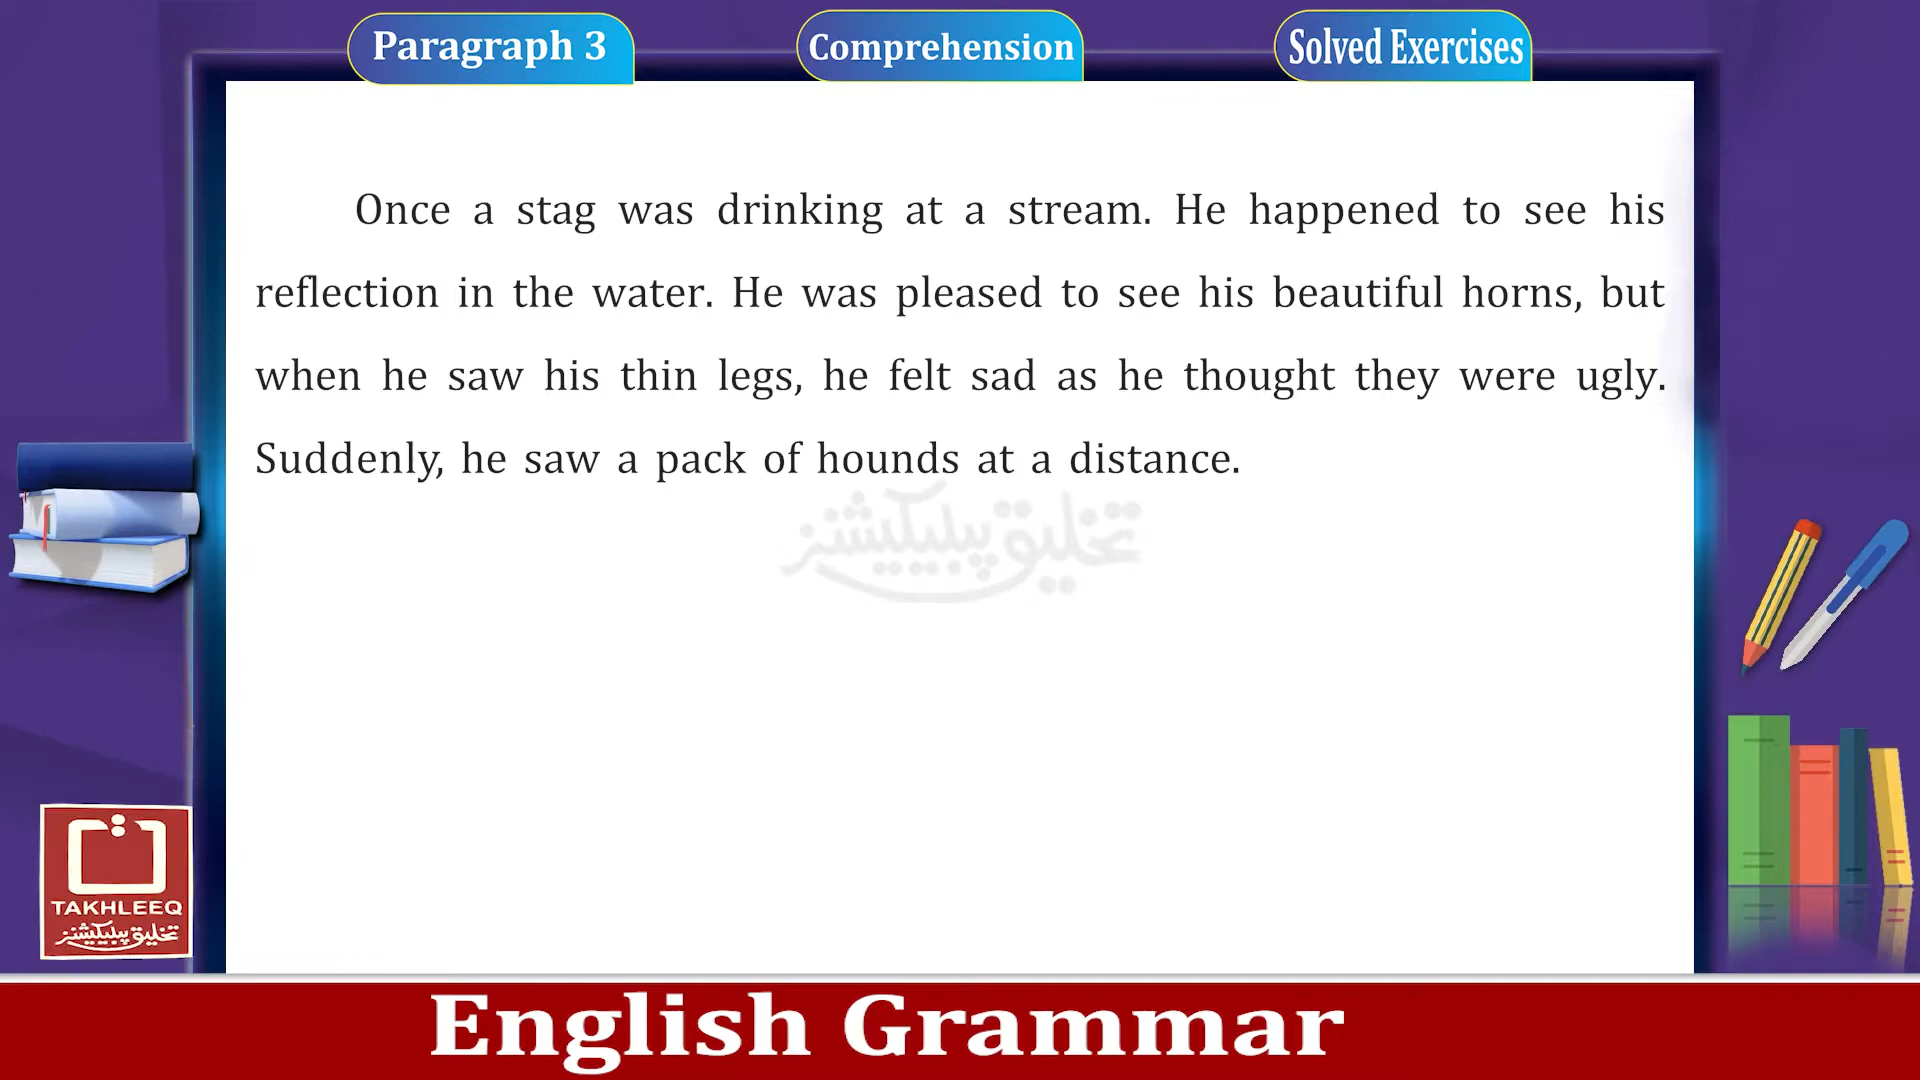 Paragraph 3
Comprehension
Solved Exercises
Once a stag was drinking at a stream. He happened to see his
reflection in the water. He was pleased to see his beautiful horns, but
when he saw his thin legs, he felt sad as he thought they were ugly.
Suddenly, he saw a pack of hounds at a distance.
تخلیق پبلیکیشنز
TAKHLEEQ
تخلیق پبلیکیشنز
English Grammar